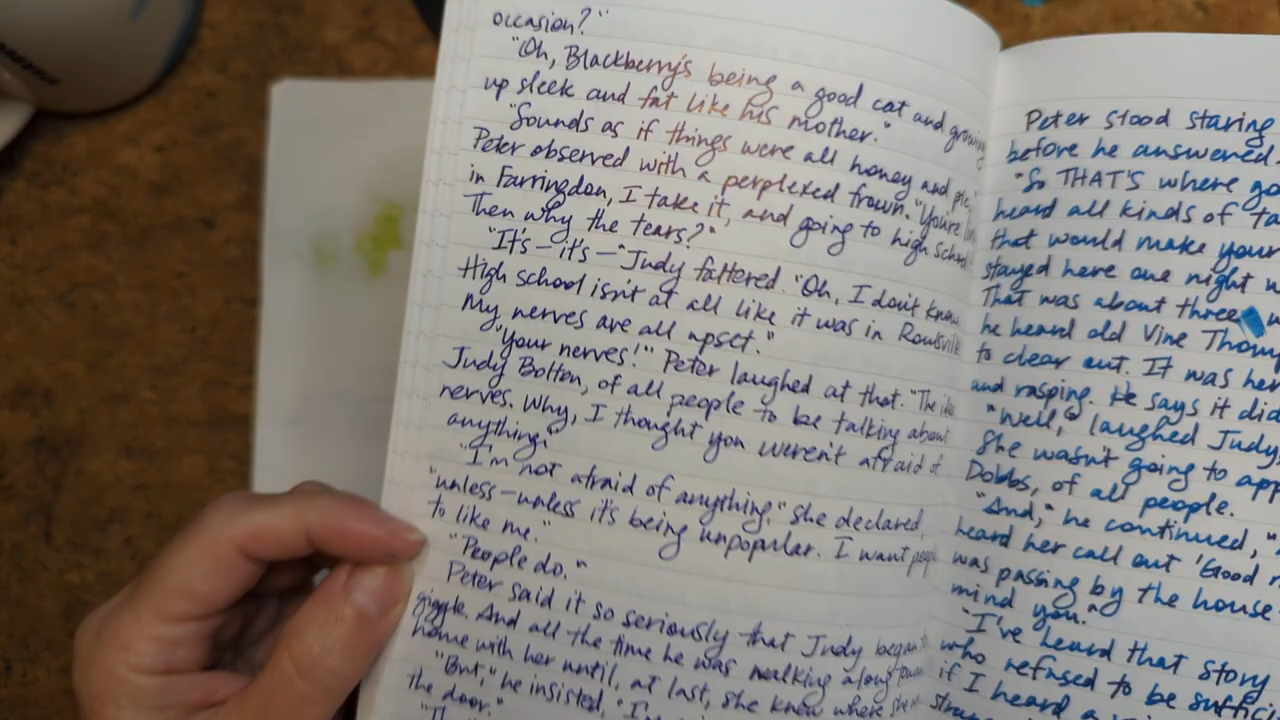 occasion?"
"Oh, Blackberry's being a good cat and growing
up sleek and fat like his mother."
"Sounds as if things were all honey and pie,"
Peter observed with a perplexed frown. "You're
in Farringdon, I take it, and going to high school.
Then why the tears?"
"It's—it's—" Judy faltered. "Oh, I don't know.
High school isn't at all like it was in Roulsville
My nerves are all upset."
"Your nerves!" Peter laughed at that. "The idea
Judy Bolton, of all people to be talking about
nerves. Why, I thought you weren't afraid of
anything."
"I'm not afraid of anything," she declared,
"unless—unless it's being unpopular. I want people
to like me."
"People do."
Peter said it so seriously that Judy began to
giggle. And all the time he was walking along
home with her until, at last, she knew where
"But," he insisted,
the door."
Peter stood staring
before he answered.
"So THAT'S where
heard all kinds of
that would make your
stayed here one night
That was about three
he heard old Vine
to clear out. It was her
and rasping. He says it did
"Well," laughed Judy,
She wasn't going to
Dobbs, of all people.
"And," he continued, "
heard her call out 'Good
was passing by the house
mind you."
"I've heard that story
who refused to be
if I heard a